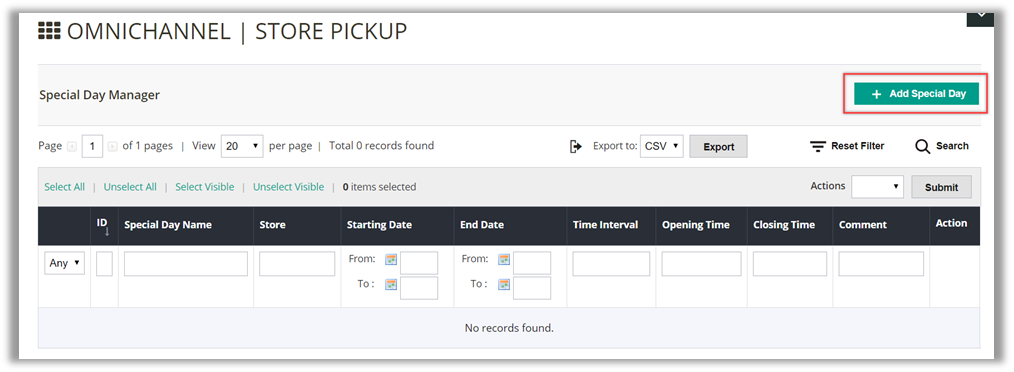 OMNICHANNEL | STORE PICKUP
Special Day Manager
+ Add Special Day
Page 1 of 1 pages | View 20 per page | Total 0 records found Export to: CSV Export Reset Filter Search
Select All | Unselect All | Select Visible | Unselect Visible | 0 items selected Actions Submit
ID Special Day Name Store Starting Date End Date Time Interval Opening Time Closing Time Comment Action
Any From: From:
To : To :
No records found.